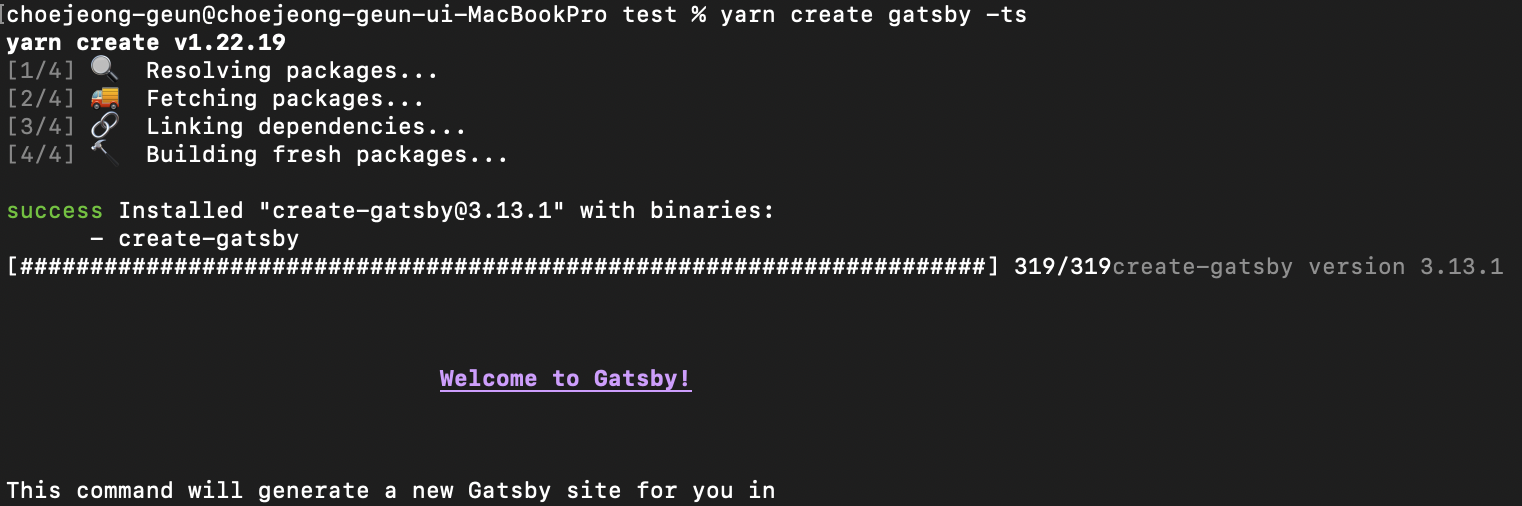 choejeong-geun@choejeong-geun-ui-MacBookPro test % yarn create gatsby -ts
yarn create v1.22.19
[1/4] 🔍  Resolving packages...
[2/4] 🚚  Fetching packages...
[3/4] 🔗  Linking dependencies...
[4/4] 🔨  Building fresh packages...
success Installed "create-gatsby@3.13.1" with binaries:
      - create-gatsby
[#####################################################################] 319/319create-gatsby version 3.13.1
Welcome to Gatsby!
This command will generate a new Gatsby site for you in